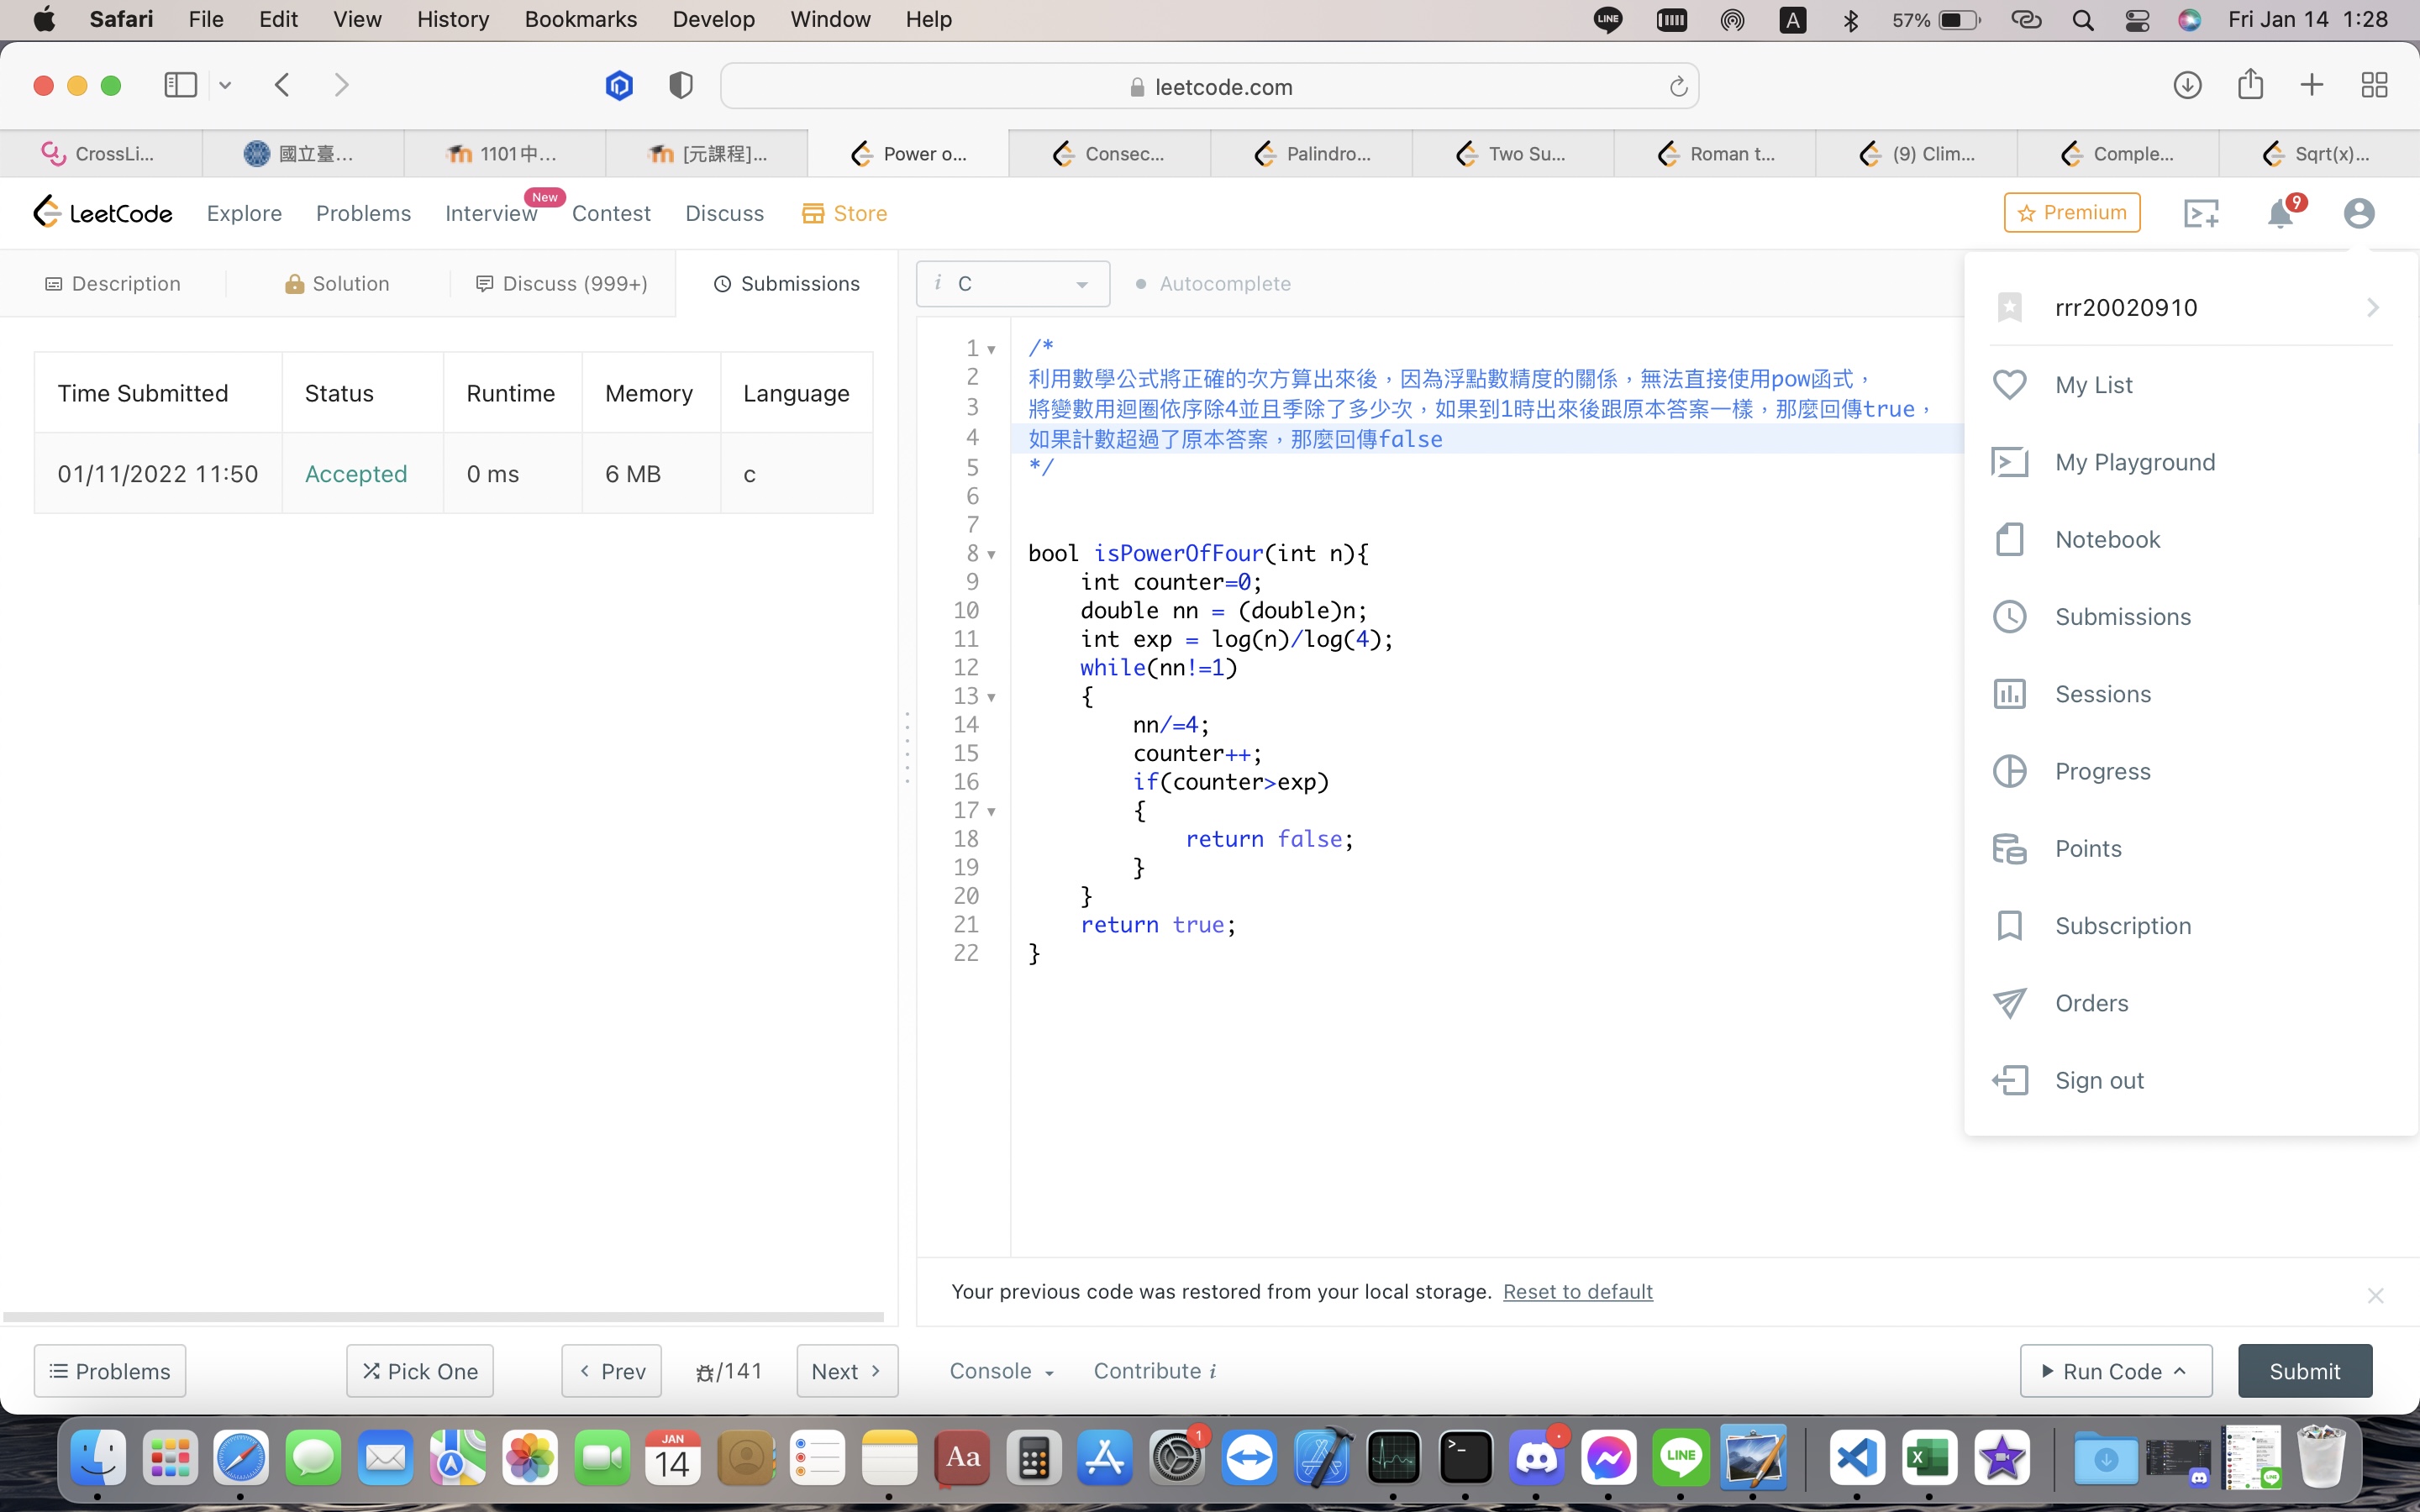 Safari File Edit View History Bookmarks Develop Window Help LINE A 57% Fri Jan 14 1:28
leetcode.com
CrossLi... 國立臺... 1101中... [元課程]... Power o... Consec... Palindro... Two Su... Roman t... (9) Clim... Comple... Sqrt(x)...
LeetCode Explore Problems Interview New Contest Discuss Store Premium 9
Description Solution Discuss (999+) Submissions
i C Autocomplete
Time Submitted Status Runtime Memory Language
01/11/2022 11:50 Accepted 0 ms 6 MB c
1 /*
2 利用數學公式將正確的次方算出來後，因為浮點數精度的關係，無法直接使用pow函式，
3 將變數用迴圈依序除4並且季除了多少次，如果到1時出來後跟原本答案一樣，那麼回傳true，
4 如果計數超過了原本答案，那麼回傳false
5 */
6
7
8 bool isPowerOfFour(int n){
9 int counter=0;
10 double nn = (double)n;
11 int exp = log(n)/log(4);
12 while(nn!=1)
13 {
14 nn/=4;
15 counter++;
16 if(counter>exp)
17 {
18 return false;
19 }
20 }
21 return true;
22 }
rrr20020910
My List
My Playground
Notebook
Submissions
Sessions
Progress
Points
Subscription
Orders
Sign out
Your previous code was restored from your local storage. Reset to default
Problems Pick One Prev /141 Next Console Contribute i Run Code Submit
JAN
14
Aa
1
>_
LINE
X